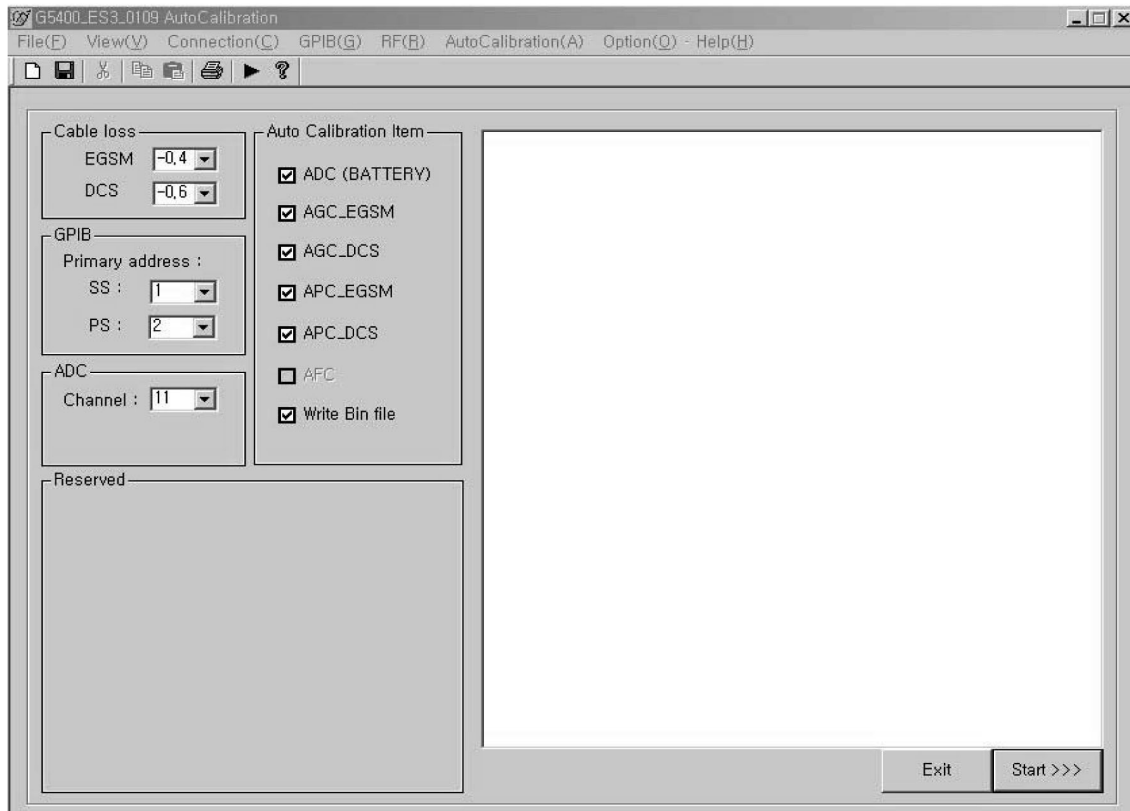 G5400_ES3_0109 AutoCalibration
File(F) View(V) Connection(C) GPIB(G) RF(R) AutoCalibration(A) Option(O) - Help(H)
Cable loss
EGSM -0,4
DCS -0,6
GPIB
Primary address :
SS : 1
PS : 2
ADC
Channel : 11
Auto Calibration Item
ADC (BATTERY)
AGC_EGSM
AGC_DCS
APC_EGSM
APC_DCS
AFC
Write Bin file
Reserved
Exit
Start >>>